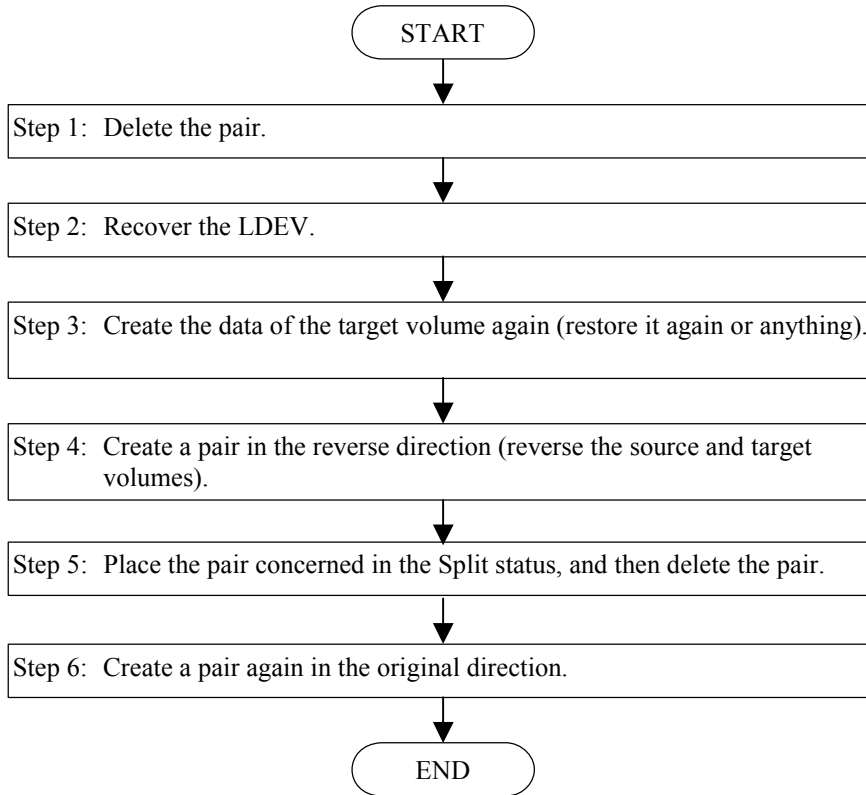 START
Step 1: Delete the pair.
Step 2: Recover the LDEV.
Step 3: Create the data of the target volume again (restore it again or anything).
Step 4: Create a pair in the reverse direction (reverse the source and target
volumes).
Step 5: Place the pair concerned in the Split status, and then delete the pair.
Step 6: Create a pair again in the original direction.
END